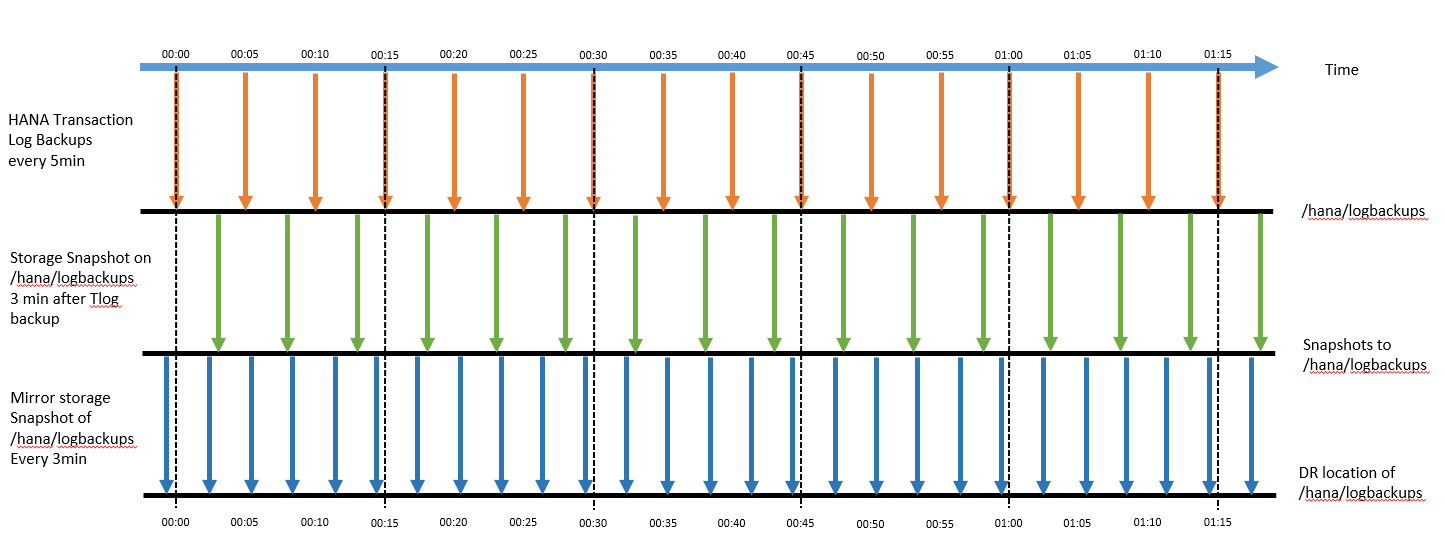 00:00 00:05 00:10 00:15 00:20 00:25 00:30 00:35 00:40 00:45 00:50 00:55 01:00 01:05 01:10 01:15
Time
HANA Transaction
Log Backups
every 5min
/hana/logbackups
Storage Snapshot on
/hana/logbackups
3 min after Tlog
backup
Snapshots to
/hana/logbackups
Mirror storage
Snapshot of
/hana/logbackups
Every 3min
DR location of
/hana/logbackups
00:00 00:05 00:10 00:15 00:20 00:25 00:30 00:35 00:40 00:45 00:50 00:55 01:00 01:05 01:10 01:15